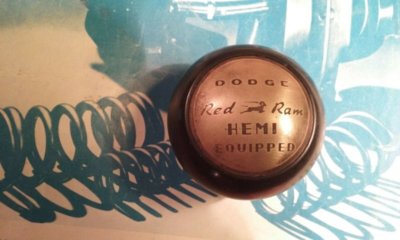 DODGE
Red Ram
HEMI
EQUIPPED